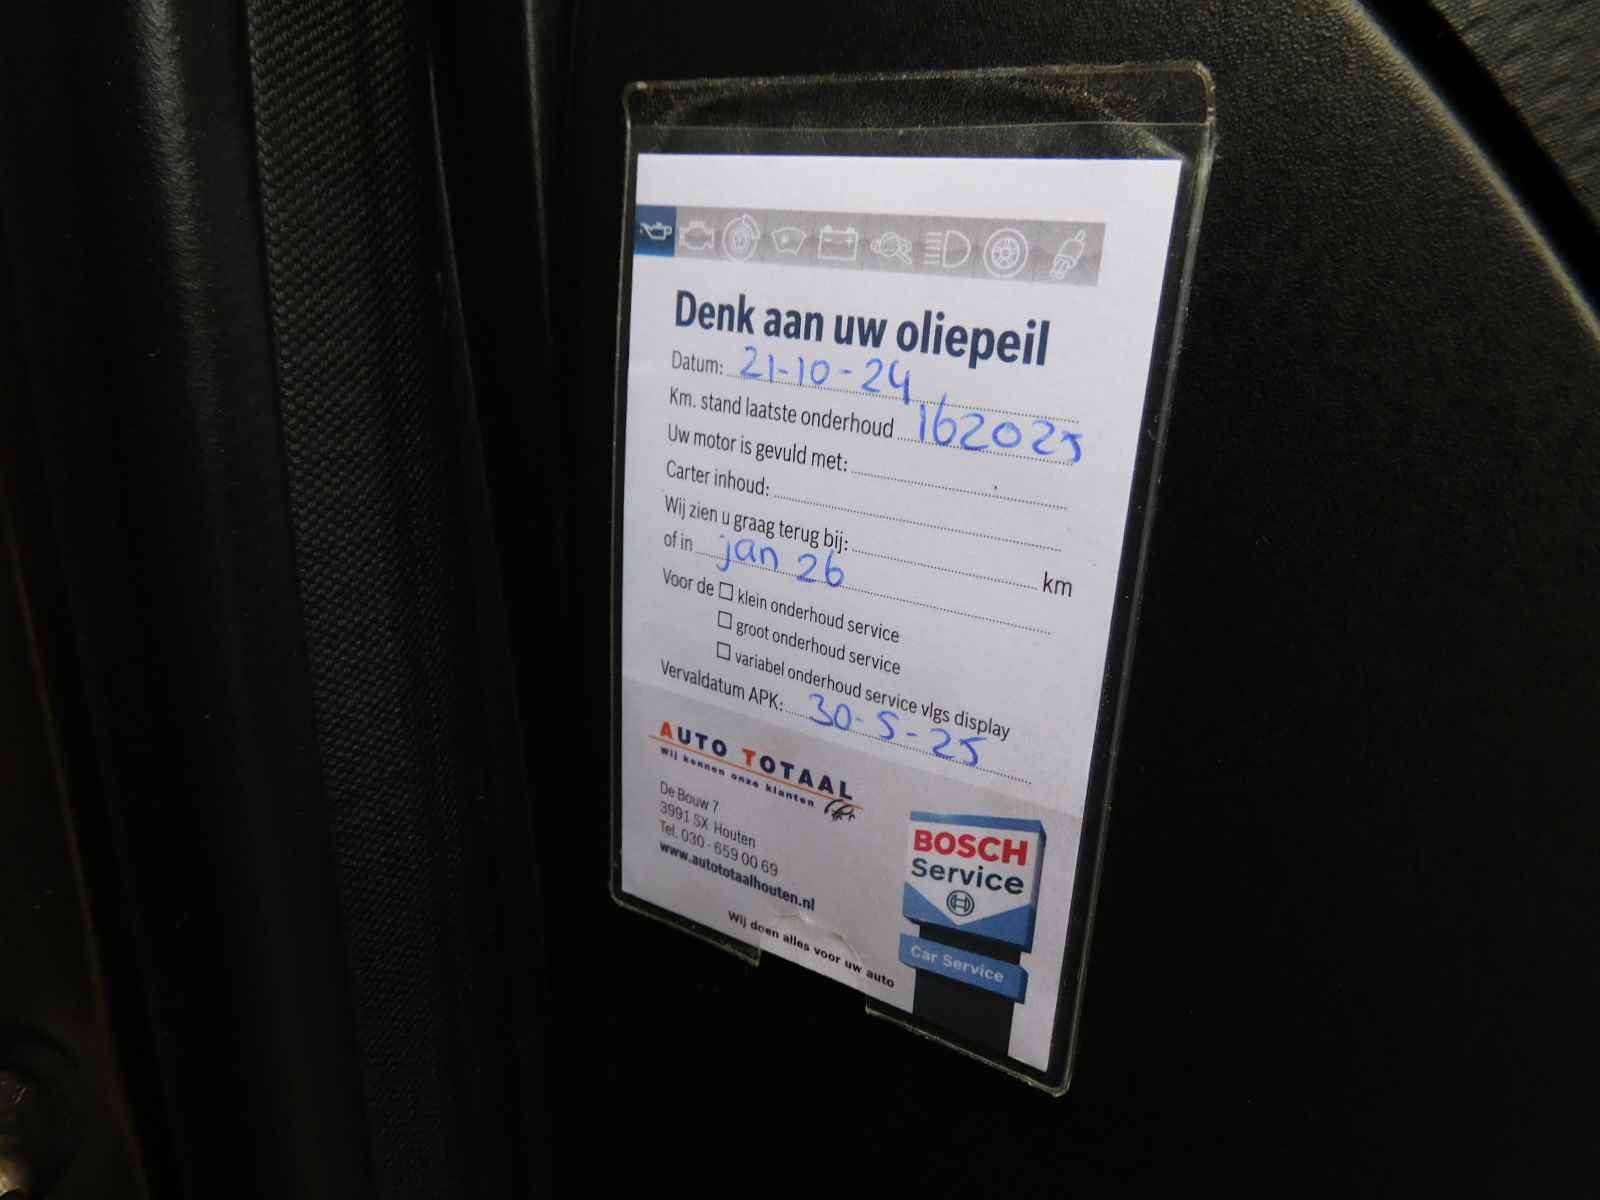 Denk aan uw oliepeil
Datum: 21-10-24
Km. stand laatste onderhoud 162025
Uw motor is gevuld met:
Carter inhoud:
Wij zien u graag terug bij: km
of in jan 26
Voor de klein onderhoud service
groot onderhoud service
variabel onderhoud service vlgs display
Vervaldatum APK: 30-5-25
AUTO TOTAAL
wij kennen onze klanten
De Bouw 7
3991 SX Houten
Tel. 030 - 659 00 69
www.autototaalhouten.nl
Wij doen alles voor uw auto
BOSCH
Service
Car Service